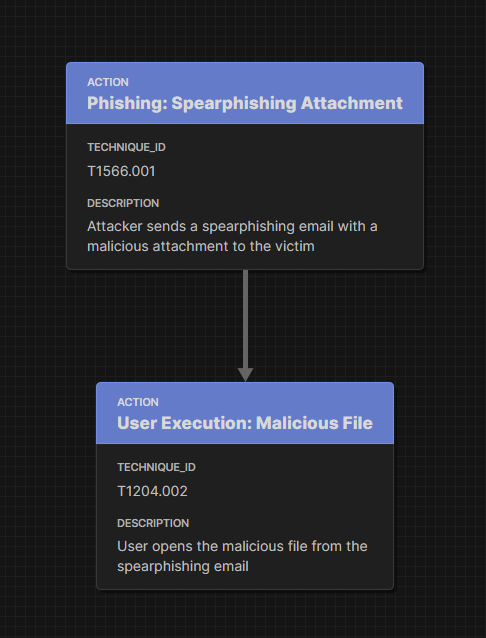 ACTION
Phishing: Spearphishing Attachment
TECHNIQUE_ID
T1566.001
DESCRIPTION
Attacker sends a spearphishing email with a
malicious attachment to the victim
ACTION
User Execution: Malicious File
TECHNIQUE_ID
T1204.002
DESCRIPTION
User opens the malicious file from the
spearphishing email